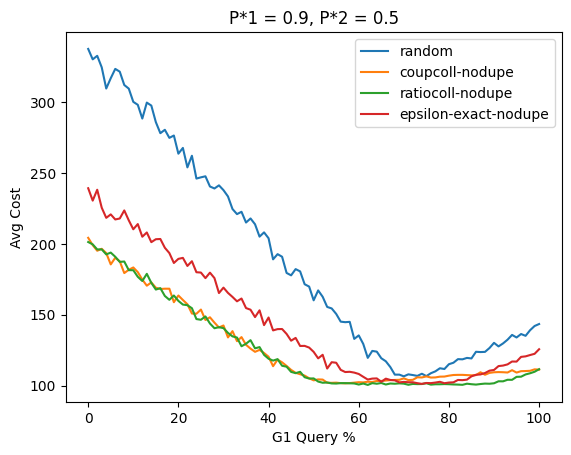 P*1 = 0.9, P*2 = 0.5
random
coupcoll-nodupe
ratiocoll-nodupe
epsilon-exact-nodupe
Avg Cost
300
250
200
150
100
0 20 40 60 80 100
G1 Query %